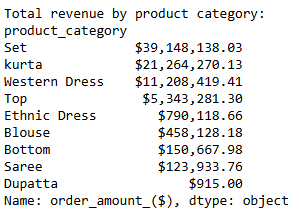 Total revenue by product category:
product_category
Set $39,148,138.03
kurta $21,264,270.13
Western Dress $11,208,419.41
Top $5,343,281.30
Ethnic Dress $790,118.66
Blouse $458,128.18
Bottom $150,667.98
Saree $123,933.76
Dupatta $915.00
Name: order_amount_($), dtype: object